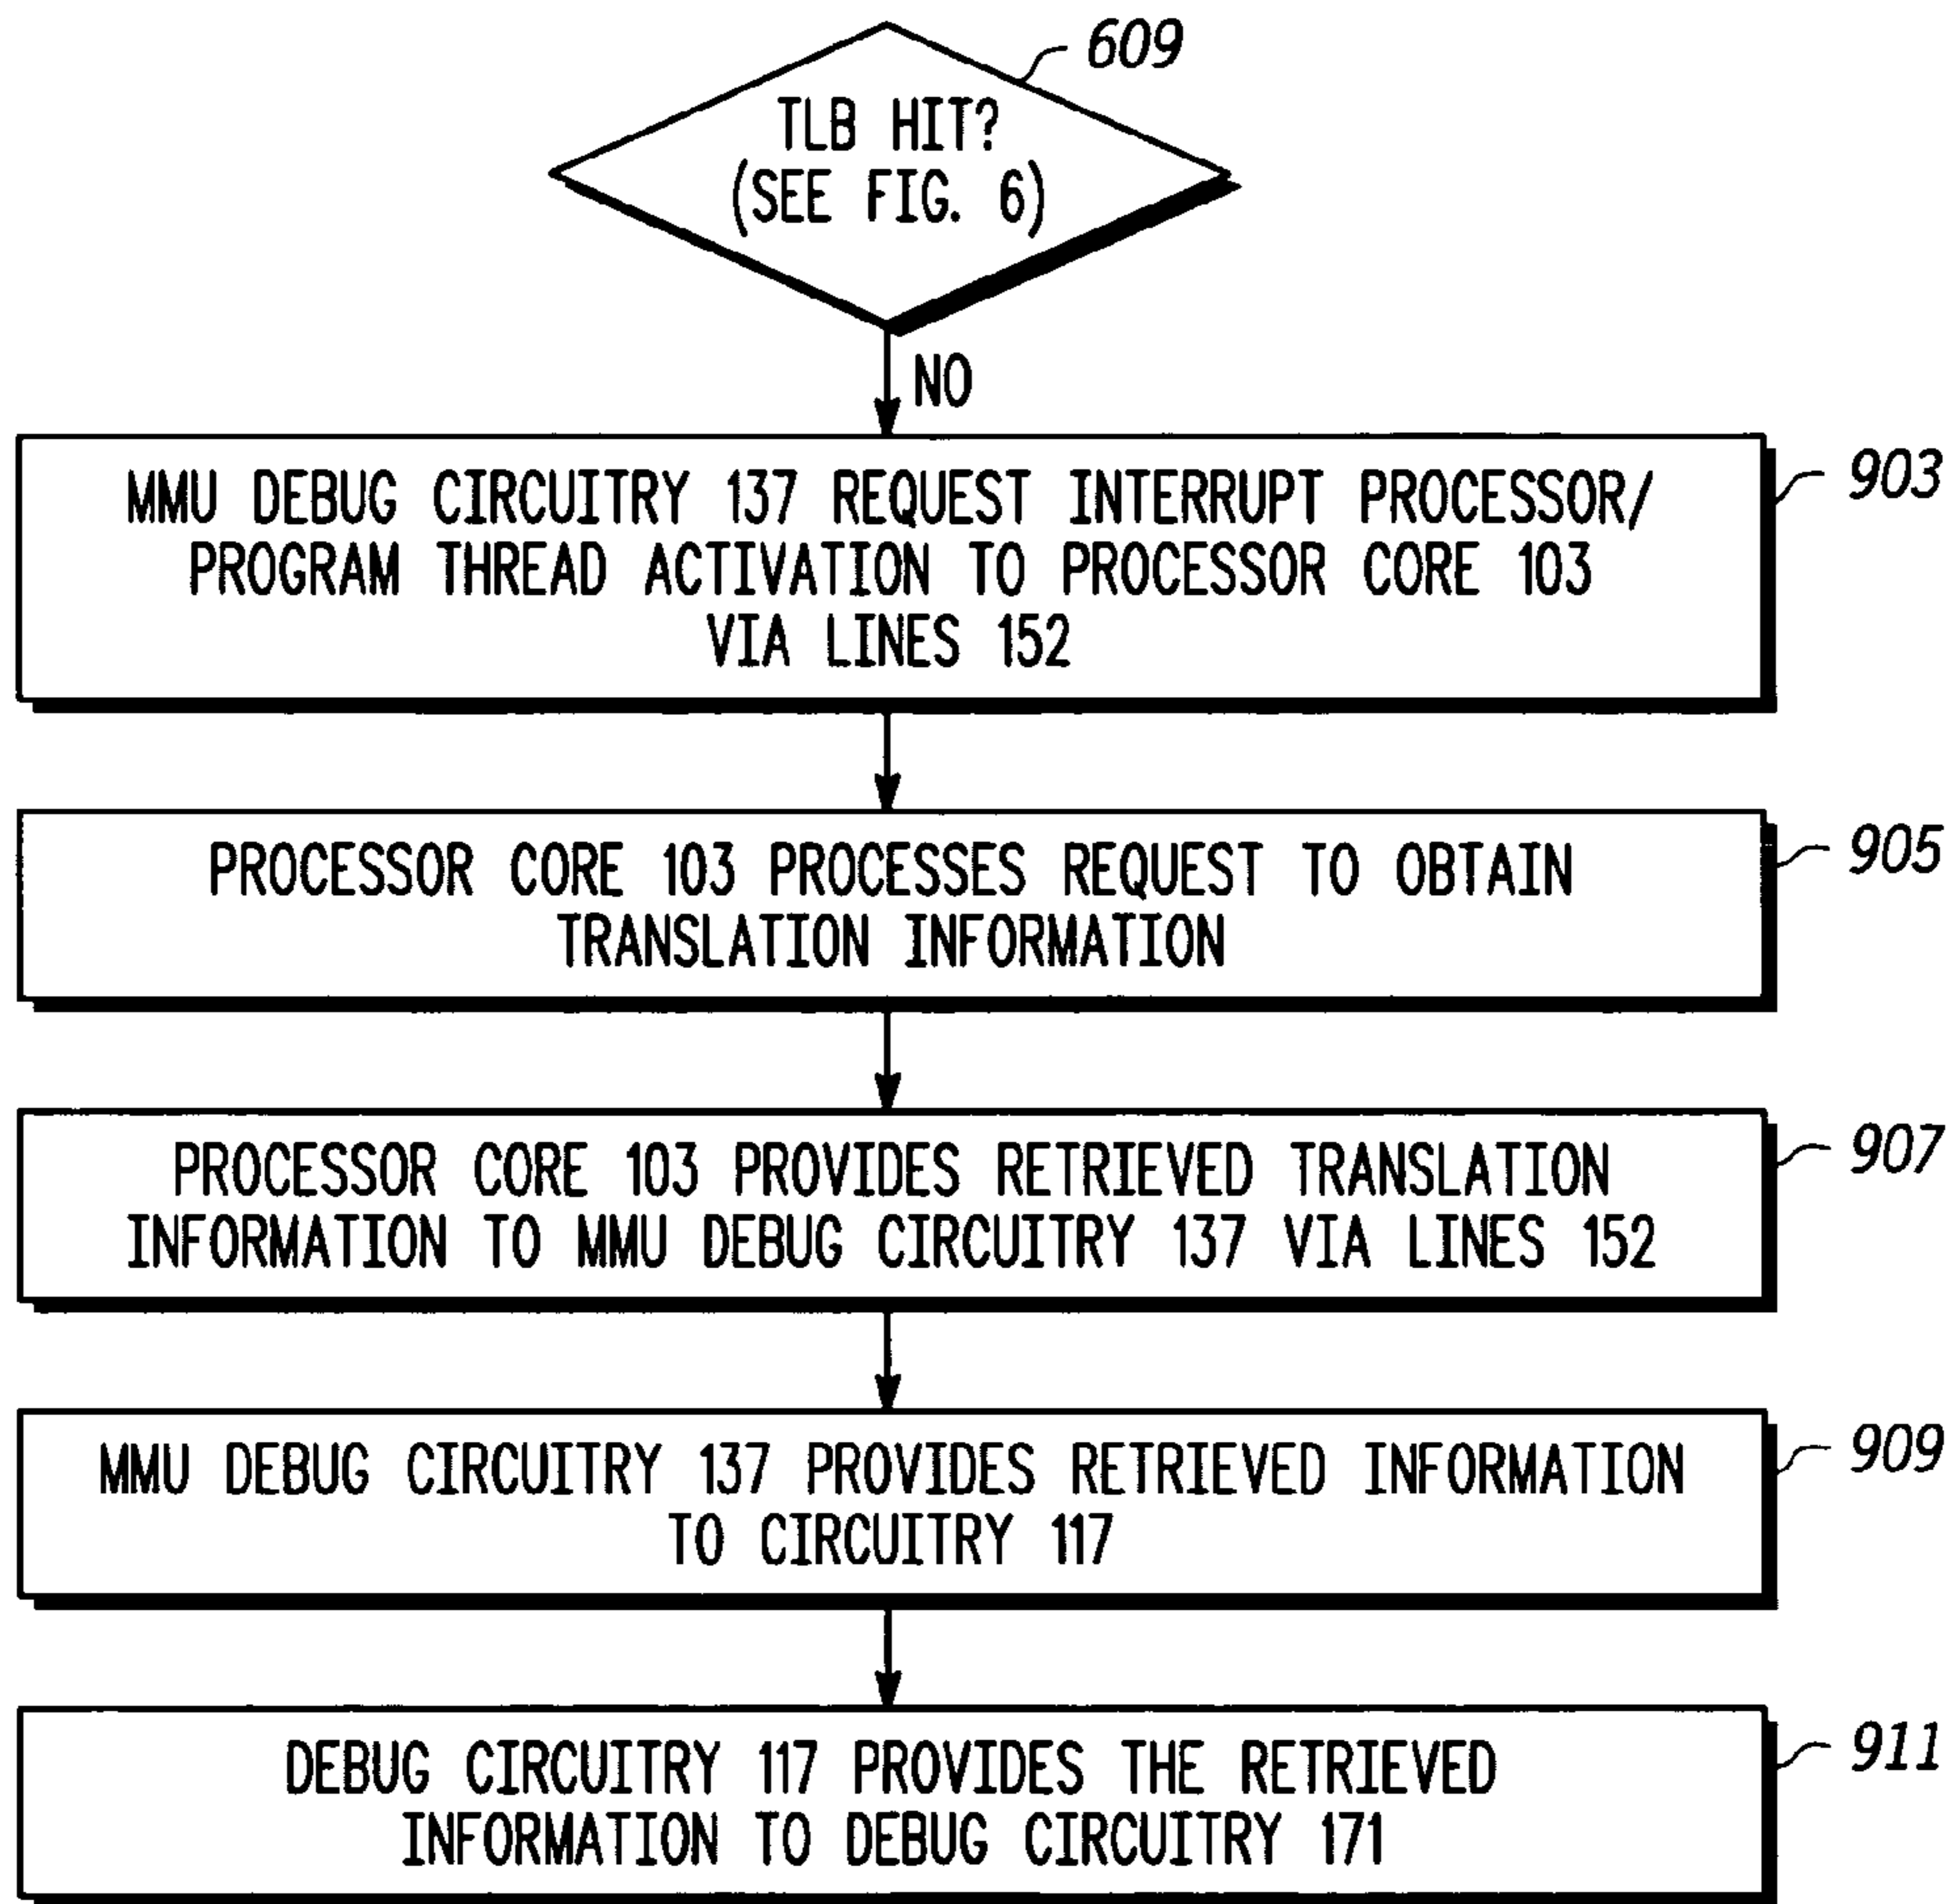 609
TLB HIT?
(SEE FIG. 6)
NO
903
MMU DEBUG CIRCUITRY 137 REQUEST INTERRUPT PROCESSOR/
PROGRAM THREAD ACTIVATION TO PROCESSOR CORE 103
VIA LINES 152
905
PROCESSOR CORE 103 PROCESSES REQUEST TO OBTAIN
TRANSLATION INFORMATION
907
PROCESSOR CORE 103 PROVIDES RETRIEVED TRANSLATION
INFORMATION TO MMU DEBUG CIRCUITRY 137 VIA LINES 152
909
MMU DEBUG CIRCUITRY 137 PROVIDES RETRIEVED INFORMATION
TO CIRCUITRY 117
911
DEBUG CIRCUITRY 117 PROVIDES THE RETRIEVED
INFORMATION TO DEBUG CIRCUITRY 171